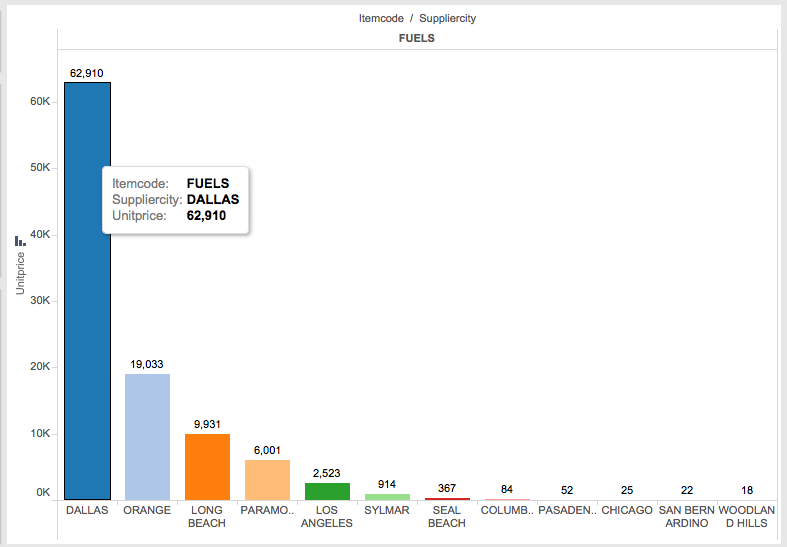 Itemcode / Suppliercity
FUELS
Unitprice
60K
50K
40K
30K
20K
10K
0K
62,910
19,033
9,931
6,001
2,523
914
367
84
52
25
22
18
Itemcode: FUELS
Suppliercity: DALLAS
Unitprice: 62,910
DALLAS
ORANGE
LONG
BEACH
PARAMO..
LOS
ANGELES
SYLMAR
SEAL
BEACH
COLUMB..
PASADEN..
CHICAGO
SAN BERN
ARDINO
WOODLAN
D HILLS